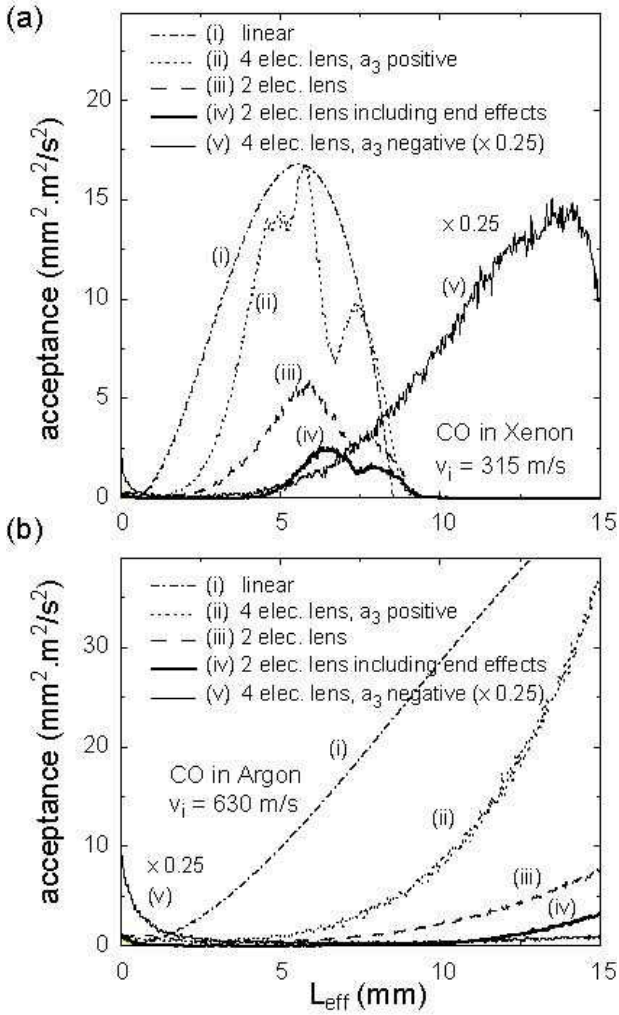 (a)
(i) linear
(ii) 4 elec. lens, a₃ positive
(iii) 2 elec. lens
(iv) 2 elec. lens including end effects
(v) 4 elec. lens, a₃ negative (x 0.25)
acceptance (mm².m²/s²)
20
15
10
5
0
(i)
(ii)
(iii)
(iv)
x 0.25
(v)
CO in Xenon
vᵢ = 315 m/s
0
5
10
15
(b)
(i) linear
(ii) 4 elec. lens, a₃ positive
(iii) 2 elec. lens
(iv) 2 elec. lens including end effects
(v) 4 elec. lens, a₃ negative (x 0.25)
acceptance (mm².m²/s²)
30
20
10
0
CO in Argon
vᵢ = 630 m/s
x 0.25
(v)
(i)
(ii)
(iii)
(iv)
0
5
10
15
L_eff (mm)